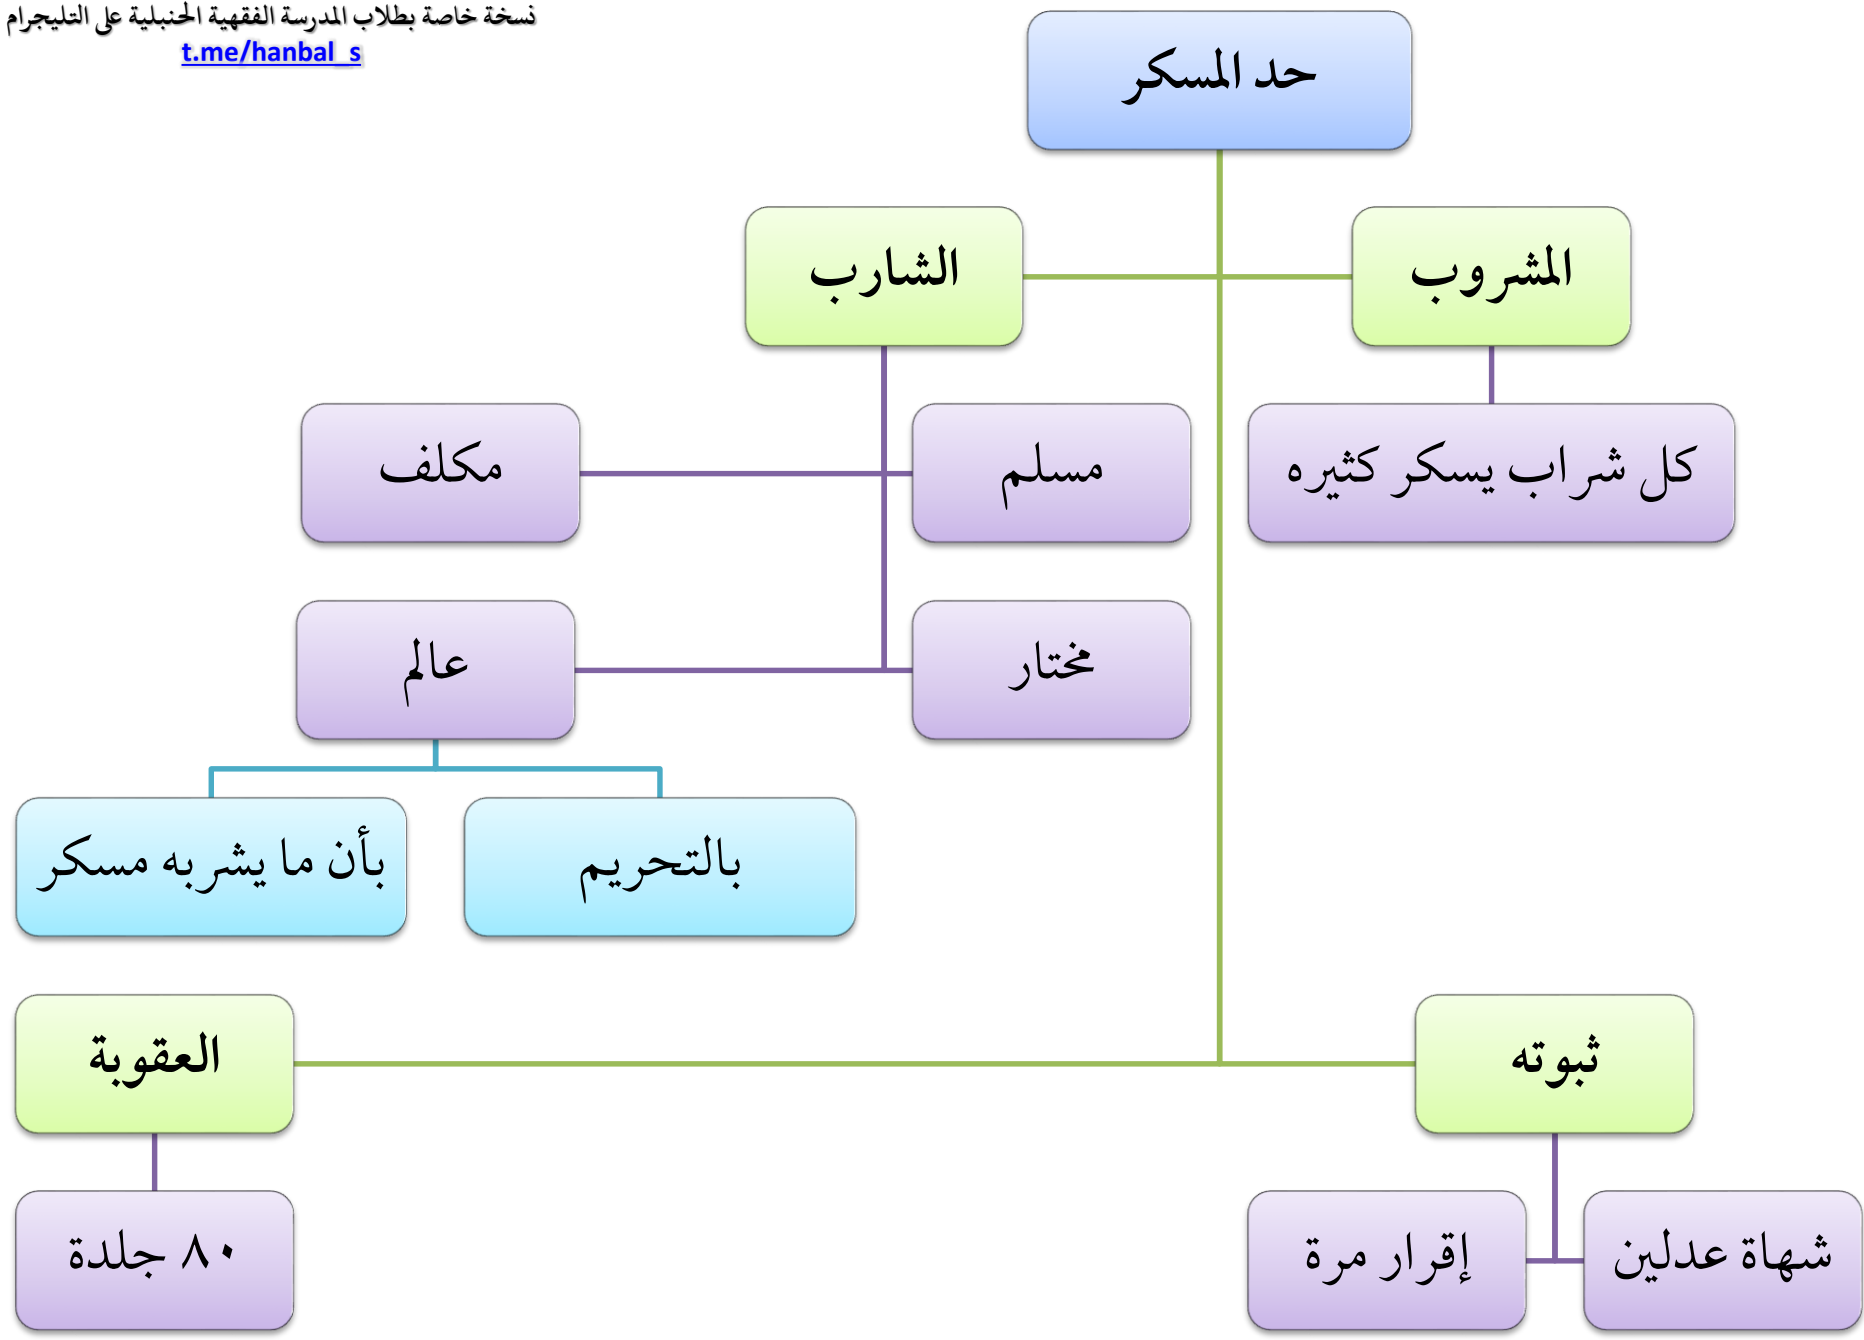 نسخة خاصة بطلاب المدرسة الفقهية الحنبلية على التليجرام
t.me/hanbal_s
حد المسكر
المشروب
الشارب
كل شراب يسكر كثيره
مسلم
مكلف
مختار
عالم
بالتحريم
بأن ما يشربه مسكر
ثبوته
العقوبة
شهاة عدلين
إقرار مرة
٨٠ جلدة